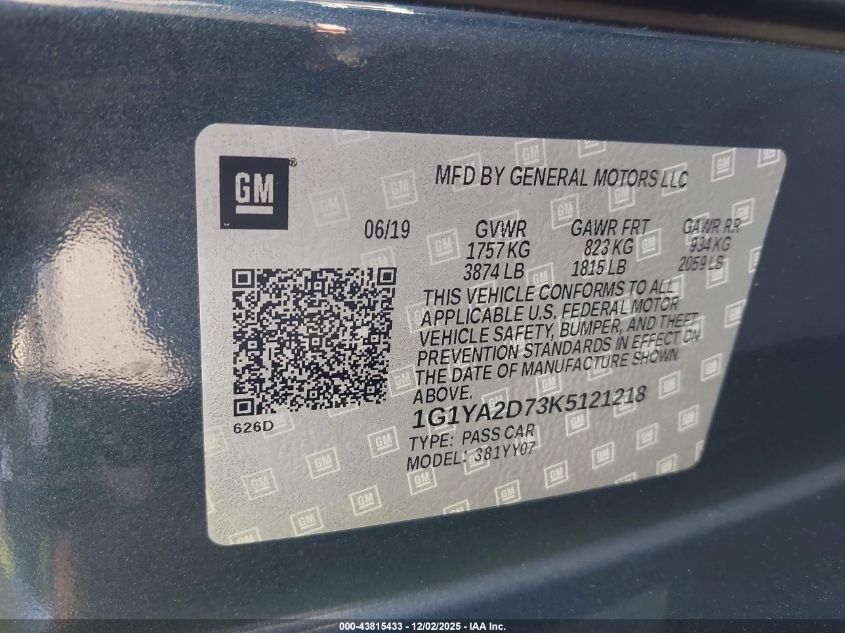 GM
MFD BY GENERAL MOTORS LLC
06/19 GVWR GAWR FRT GAWR RR
1757 KG 823 KG 934 KG
3874 LB 1815 LB 2059 LB
THIS VEHICLE CONFORMS TO ALL
APPLICABLE U.S. FEDERAL MOTOR
VEHICLE SAFETY, BUMPER, AND THEFT
PREVENTION STANDARDS IN EFFECT ON
THE DATE OF MANUFACTURE SHOWN
ABOVE.
1G1YA2D73K5121218
626D
TYPE: PASS CAR
MODEL: 381YY07
000-43815433 - 12/02/2025 - IAA Inc.